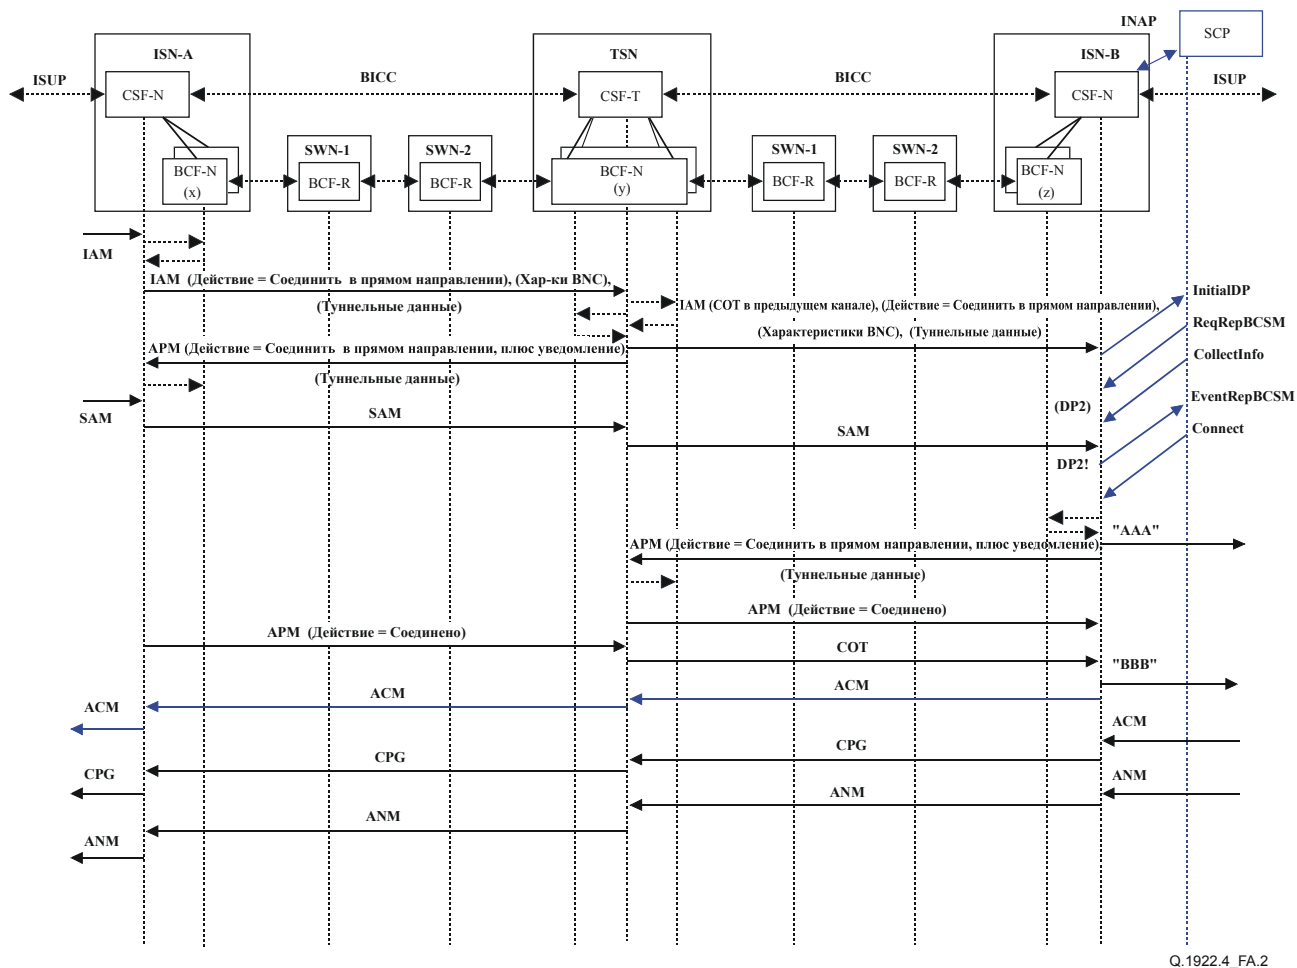 INAP
SCP
ISN-A
TSN
ISN-B
ISUP
CSF-N
BICC
CSF-T
BICC
CSF-N
ISUP
SWN-1
SWN-2
SWN-1
SWN-2
BCF-N
(x)
BCF-R
BCF-R
BCF-N
(y)
BCF-R
BCF-R
BCF-N
(z)
IAM
IAM (Действие = Соединить в прямом направлении), (Хар-ки BNC),
(Туннельные данные)
IAM (COT в предыдущем канале), (Действие = Соединить в прямом направлении),
(Характеристики BNC), (Туннельные данные)
InitialDP
ReqRepBCSM
APM (Действие = Соединить в прямом направлении, плюс уведомление)
(Туннельные данные)
CollectInfo
EventRepBCSM
(DP2)
SAM
SAM
SAM
Connect
DP2!
"AAA"
APM (Действие = Соединить в прямом направлении, плюс уведомление)
(Туннельные данные)
APM (Действие = Соединено)
APM (Действие = Соединено)
COT
"BBB"
ACM
ACM
ACM
ACM
CPG
CPG
CPG
ANM
ANM
ANM
ANM
Q.1922.4_FA.2